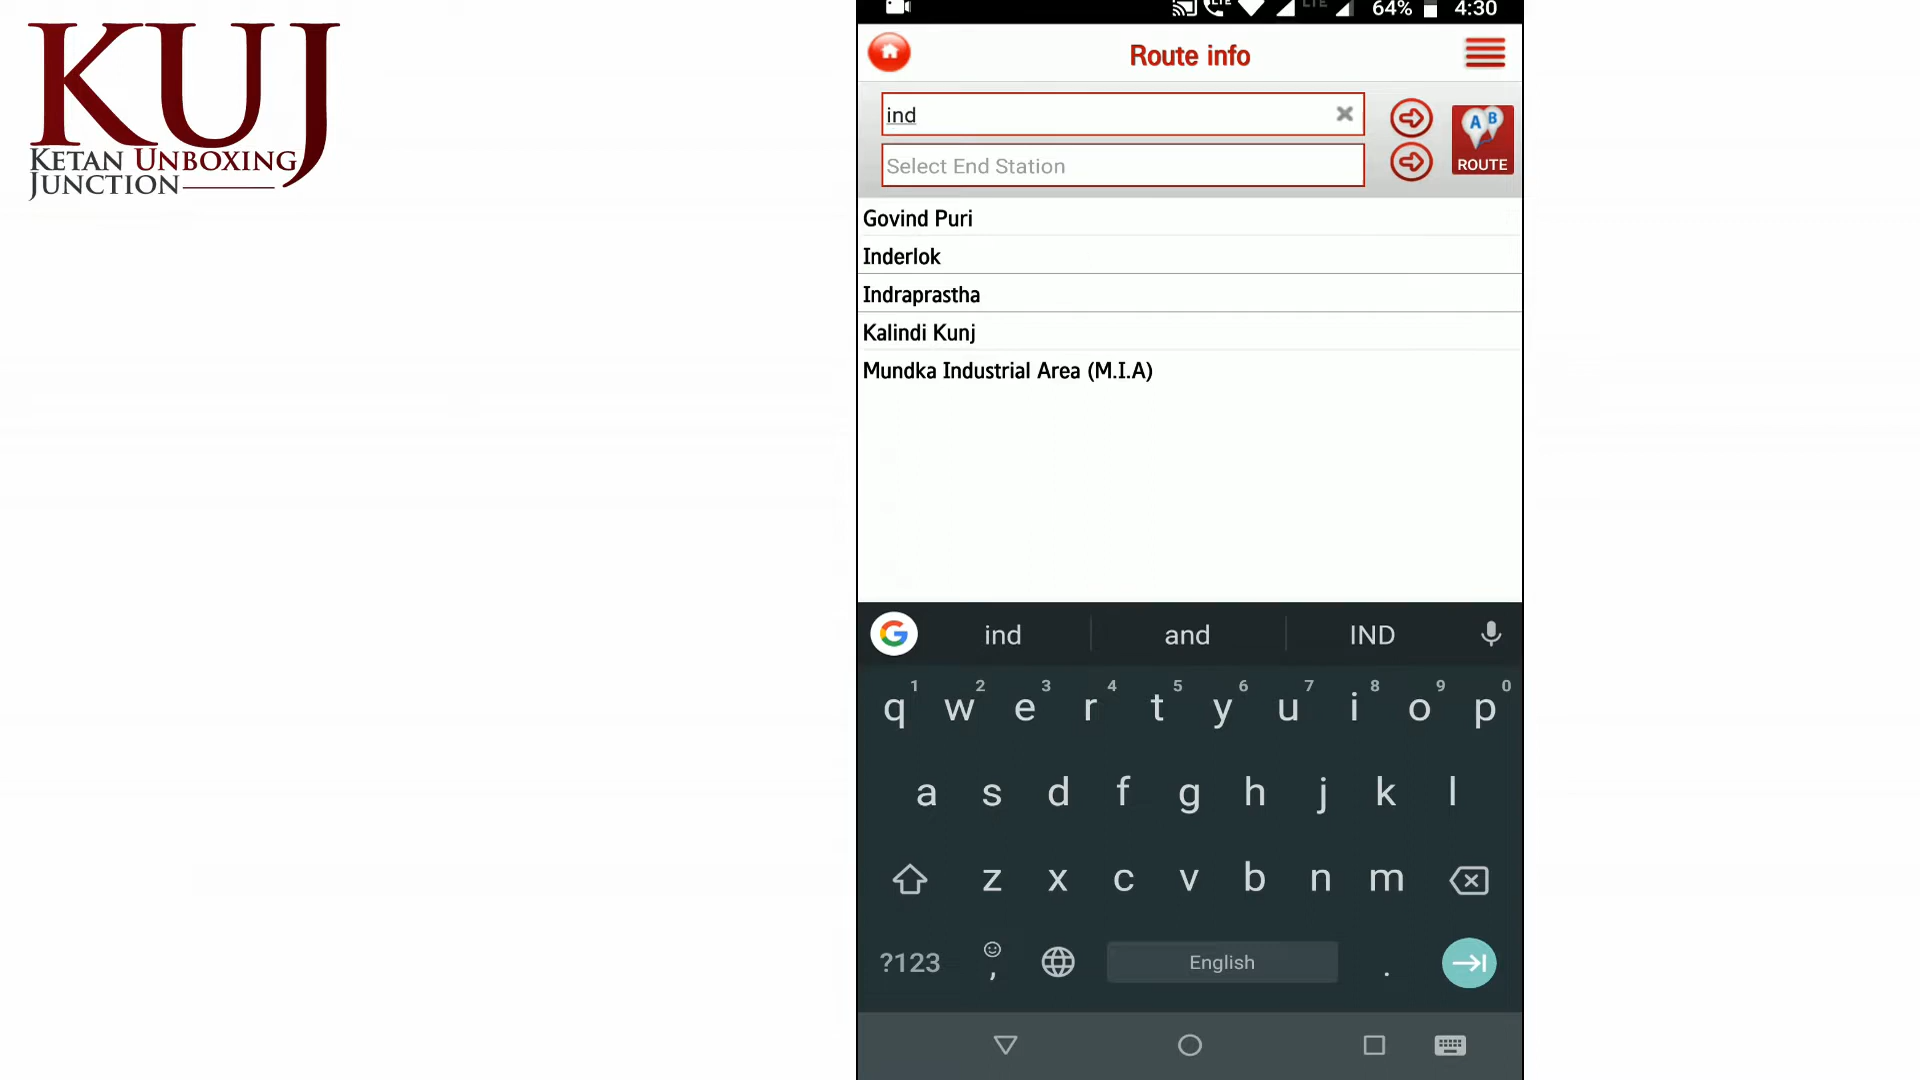 KUJ
KETAN UNBOXING
JUNCTION
LTE LTE 64% 4:30
Route info
ind
Select End Station
A B
ROUTE
Govind Puri
Inderlok
Indraprastha
Kalindi Kunj
Mundka Industrial Area (M.I.A)
G ind and IND
1 2 3 4 5 6 7 8 9 0
q w e r t y u i o p
a s d f g h j k l
z x c v b n m
?123 , English .